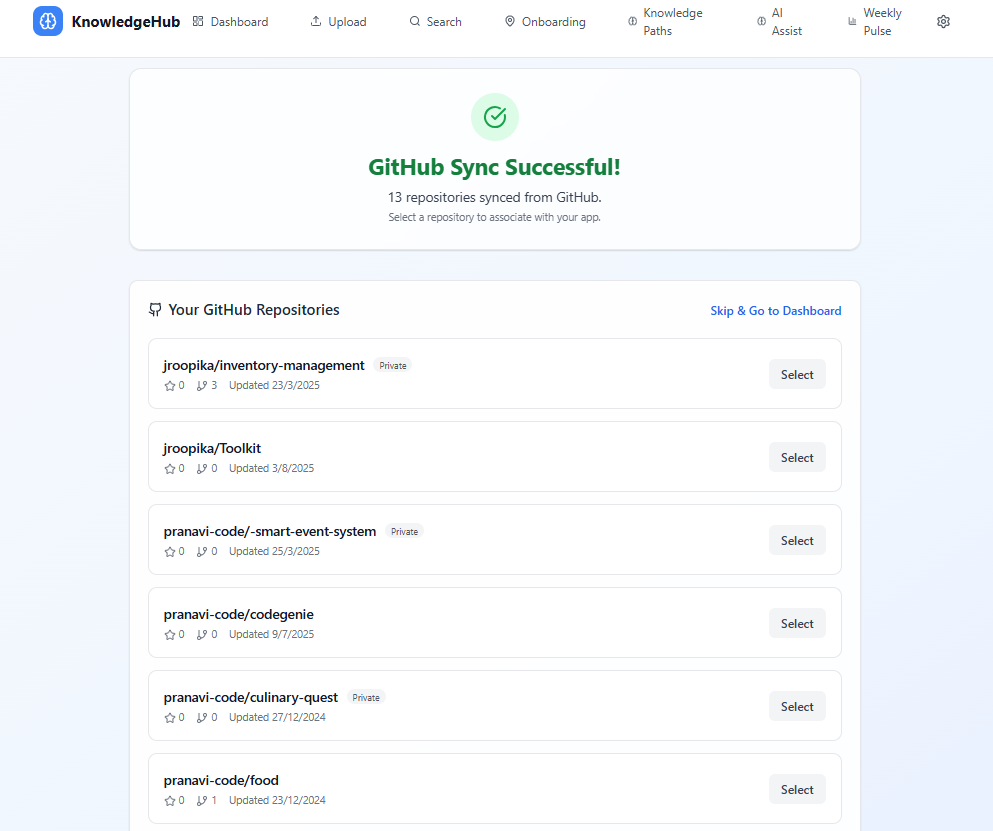 KnowledgeHub
Dashboard
Upload
Search
Onboarding
Knowledge
Paths
AI
Assist
Weekly
Pulse
GitHub Sync Successful!
13 repositories synced from GitHub.
Select a repository to associate with your app.
Your GitHub Repositories
Skip & Go to Dashboard
jroopika/inventory-management Private
0 3 Updated 23/3/2025
Select
jroopika/Toolkit
0 0 Updated 3/8/2025
Select
pranavi-code/-smart-event-system Private
0 0 Updated 25/3/2025
Select
pranavi-code/codegenie
0 0 Updated 9/7/2025
Select
pranavi-code/culinary-quest Private
0 0 Updated 27/12/2024
Select
pranavi-code/food
0 1 Updated 23/12/2024
Select